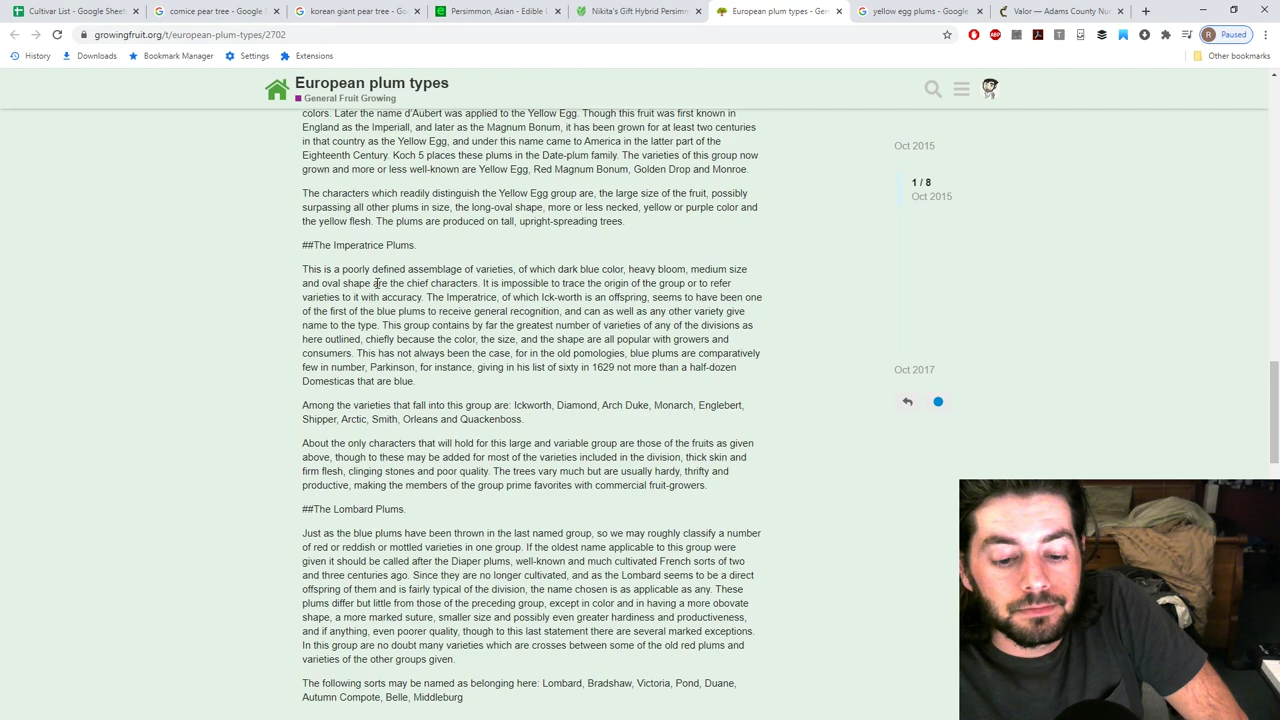 Cultivar List - Google Sheets
comice pear tree - Google S
korean giant pear tree - Goo
Persimmon, Asian - Edible L
Nikita's Gift Hybrid Persimm
European plum types - Gen
yellow egg plums - Google S
Valor — Adams County Nur
growingfruit.org/t/european-plum-types/2702
Paused
History
Downloads
Bookmark Manager
Settings
Extensions
Other bookmarks
European plum types
General Fruit Growing
colors. Later the name d'Aubert was applied to the Yellow Egg. Though this fruit was first known in
England as the Imperiall, and later as the Magnum Bonum, it has been grown for at least two centuries
in that country as the Yellow Egg, and under this name came to America in the latter part of the
Eighteenth Century. Koch 5 places these plums in the Date-plum family. The varieties of this group now
grown and more or less well-known are Yellow Egg, Red Magnum Bonum, Golden Drop and Monroe.
The characters which readily distinguish the Yellow Egg group are, the large size of the fruit, possibly
surpassing all other plums in size, the long-oval shape, more or less necked, yellow or purple color and
the yellow flesh. The plums are produced on tall, upright-spreading trees.
##The Imperatrice Plums.
This is a poorly defined assemblage of varieties, of which dark blue color, heavy bloom, medium size
and oval shape are the chief characters. It is impossible to trace the origin of the group or to refer
varieties to it with accuracy. The Imperatrice, of which Ick-worth is an offspring, seems to have been one
of the first of the blue plums to receive general recognition, and can as well as any other variety give
name to the type. This group contains by far the greatest number of varieties of any of the divisions as
here outlined, chiefly because the color, the size, and the shape are all popular with growers and
consumers. This has not always been the case, for in the old pomologies, blue plums are comparatively
few in number, Parkinson, for instance, giving in his list of sixty in 1629 not more than a half-dozen
Domesticas that are blue.
Among the varieties that fall into this group are: Ickworth, Diamond, Arch Duke, Monarch, Englebert,
Shipper, Arctic, Smith, Orleans and Quackenboss.
About the only characters that will hold for this large and variable group are those of the fruits as given
above, though to these may be added for most of the varieties included in the division, thick skin and
firm flesh, clinging stones and poor quality. The trees vary much but are usually hardy, thrifty and
productive, making the members of the group prime favorites with commercial fruit-growers.
##The Lombard Plums.
Just as the blue plums have been thrown in the last named group, so we may roughly classify a number
of red or reddish or mottled varieties in one group. If the oldest name applicable to this group were
given it should be called after the Diaper plums, well-known and much cultivated French sorts of two
and three centuries ago. Since they are no longer cultivated, and as the Lombard seems to be a direct
offspring of them and is fairly typical of the division, the name chosen is as applicable as any. These
plums differ but little from those of the preceding group, except in color and in having a more obovate
shape, a more marked suture, smaller size and possibly even greater hardiness and productiveness,
and if anything, even poorer quality, though to this last statement there are several marked exceptions.
In this group are no doubt many varieties which are crosses between some of the old red plums and
varieties of the other groups given.
The following sorts may be named as belonging here: Lombard, Bradshaw, Victoria, Pond, Duane,
Autumn Compote, Belle, Middleburg
Oct 2015
1 / 8
Oct 2015
Oct 2017